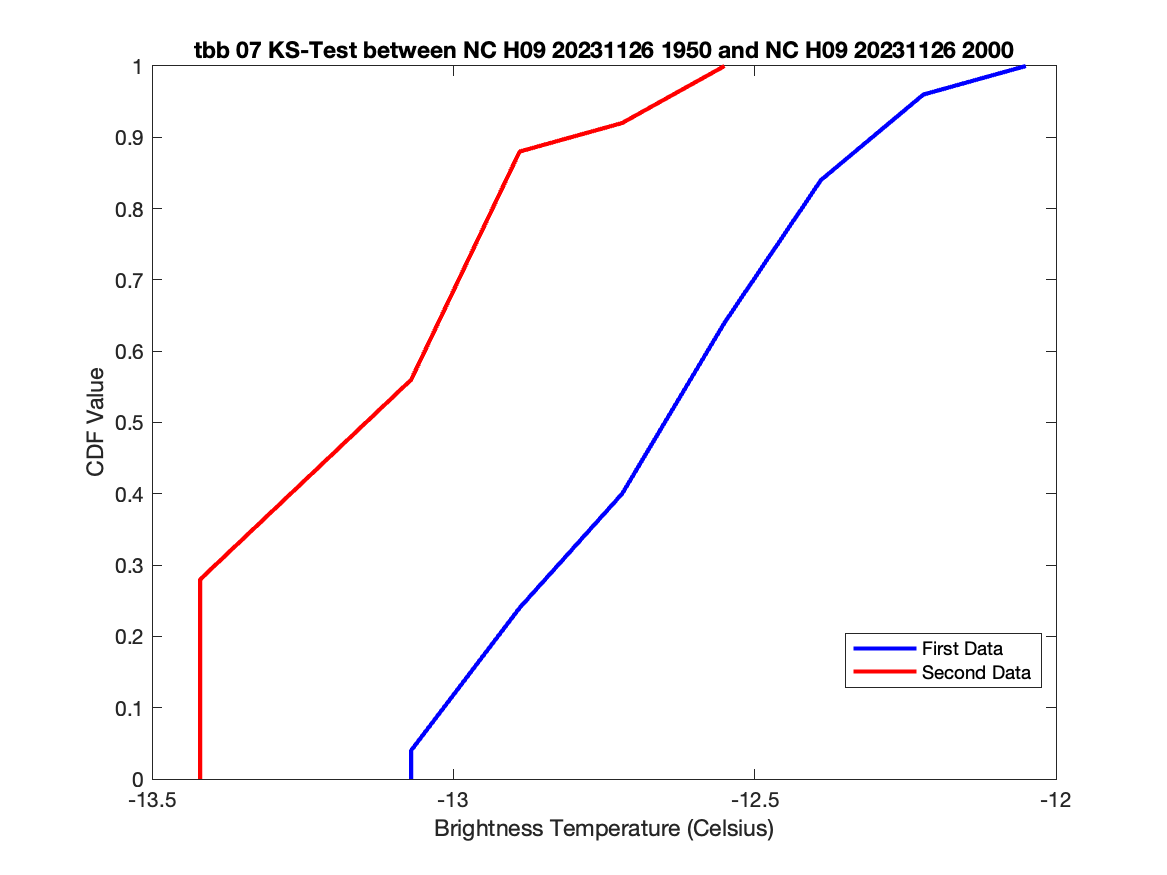 tbb 07 KS-Test between NC H09 20231126 1950 and NC H09 20231126 2000
1
0.9
0.8
0.7
0.6
0.5
0.4
0.3
0.2
0.1
0
CDF Value
First Data
Second Data
-13.5 -13 -12.5 -12
Brightness Temperature (Celsius)